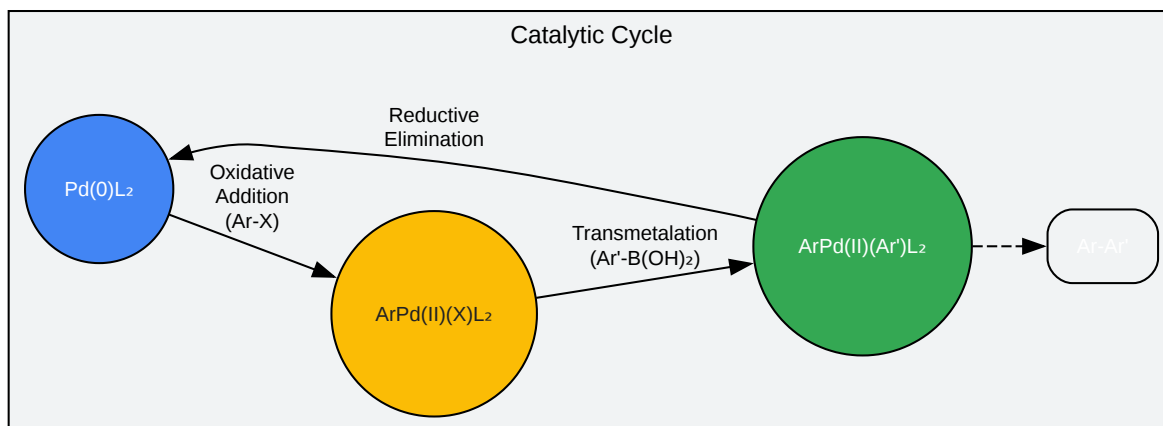 Catalytic Cycle
Reductive
Elimination
Oxidative
Addition
(Ar-X)
Pd(0)L₂
Transmetalation
(Ar'-B(OH)₂)
ArPd(II)(Ar')L₂
Ar-Ar'
ArPd(II)(X)L₂